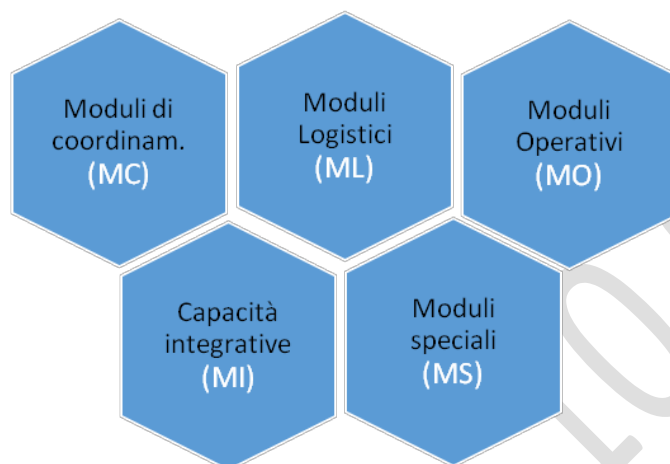 Moduli di
coordinam.
(MC)
Moduli
Logistici
(ML)
Moduli
Operativi
(MO)
Capacità
integrative
(MI)
Moduli
speciali
(MS)